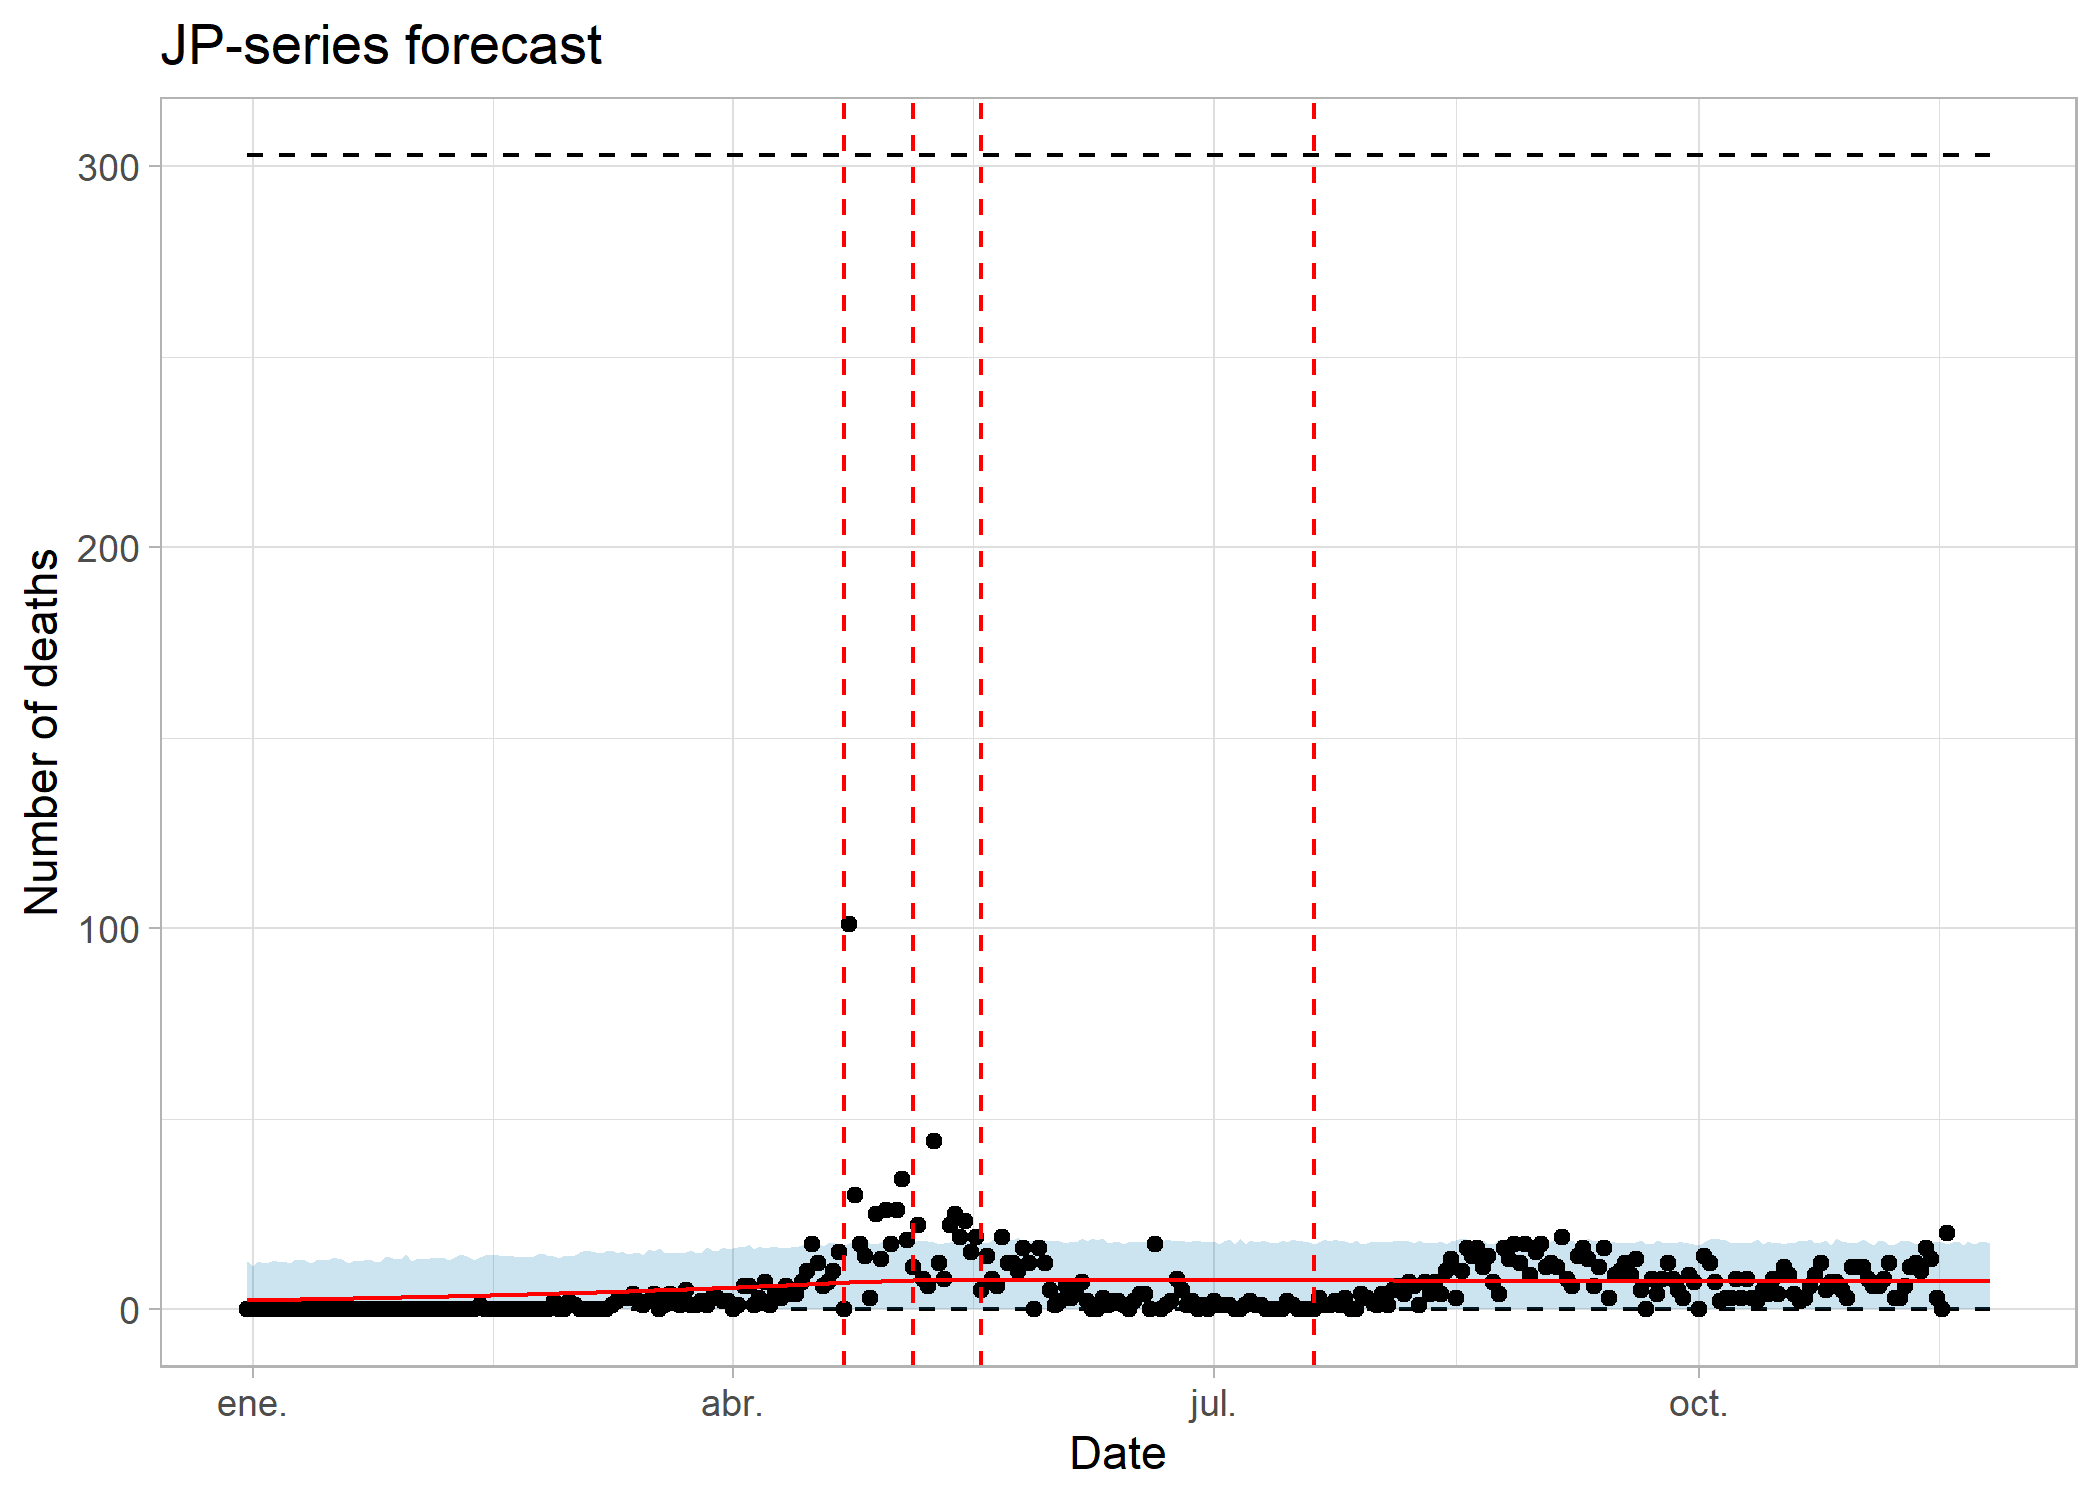 JP-series forecast
Number of deaths
300
200
100
0
ene.
abr.
jul.
oct.
Date